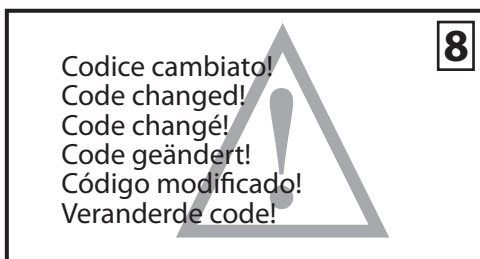 8
Codice cambiato!
Code changed!
Code changé!
Code geändert!
Código modificado!
Veranderde code!